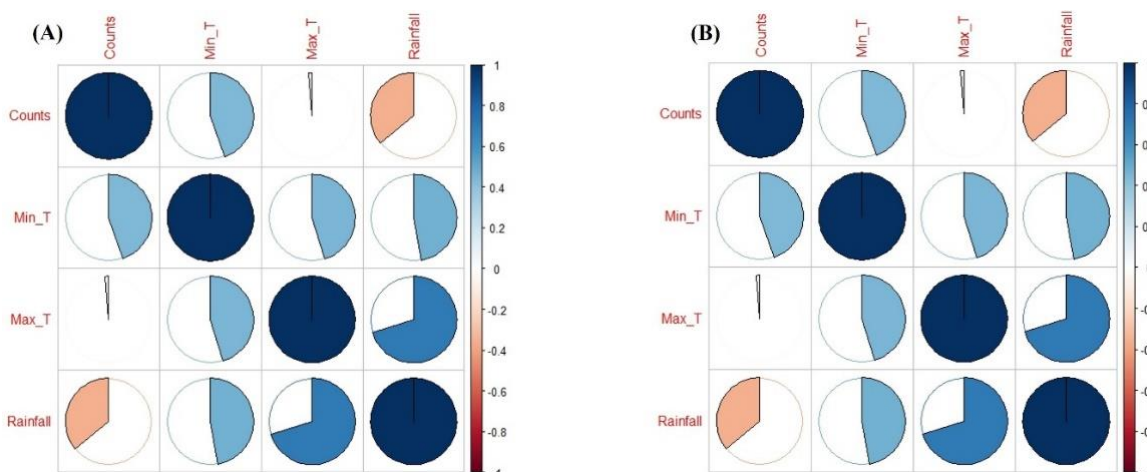 (A)
Counts
Min_T
Max_T
Rainfall
Counts
Min_T
Max_T
Rainfall
1
0.8
0.6
0.4
0.2
0
-0.2
-0.4
-0.6
-0.8
(B)
Counts
Min_T
Max_T
Rainfall
Counts
Min_T
Max_T
Rainfall